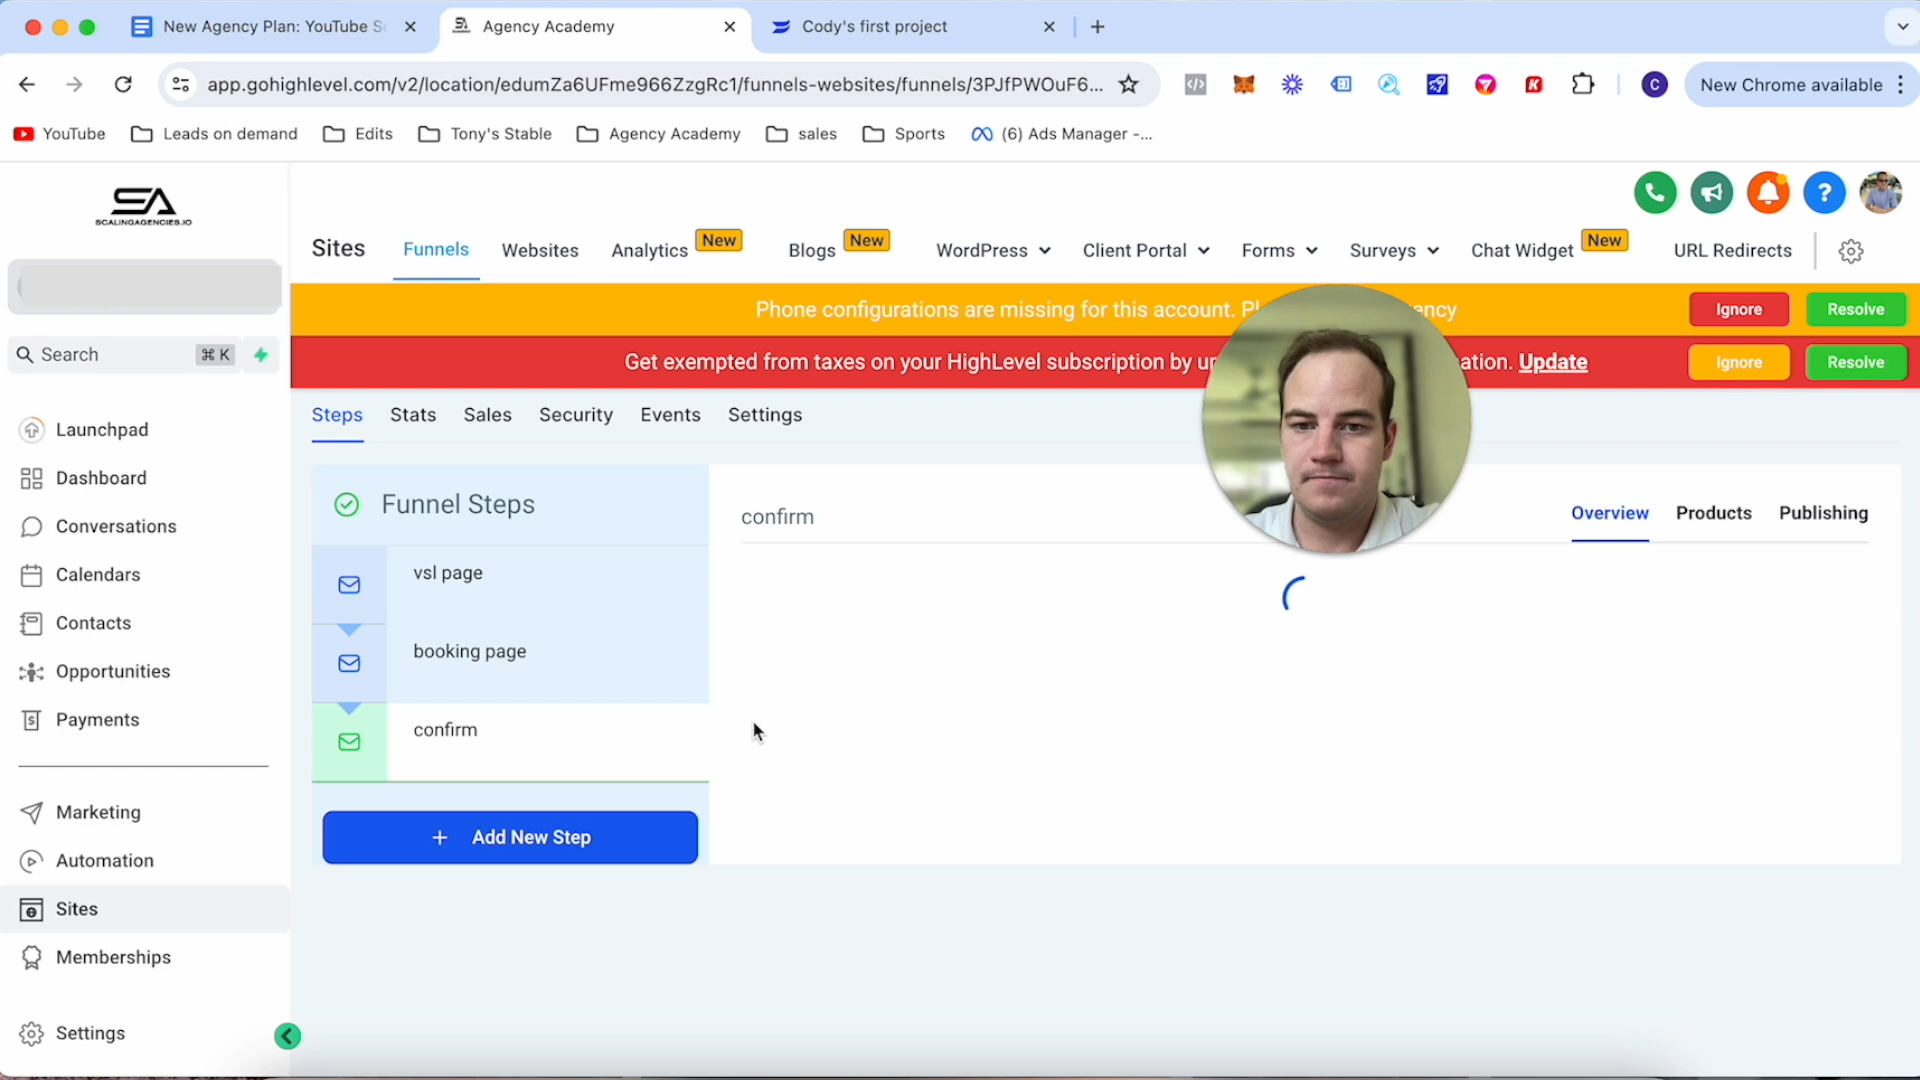 New Agency Plan: YouTube S
Agency Academy
Cody's first project
app.gohighlevel.com/v2/location/edumZa6UFme966ZzgRc1/funnels-websites/funnels/3PJfPWOuF6...
C
New Chrome available
YouTube
Leads on demand
Edits
Tony's Stable
Agency Academy
sales
Sports
(6) Ads Manager -...
SA
SCALINGAGENCIES.IO
Sites
Funnels
Websites
Analytics
New
Blogs
New
WordPress
Client Portal
Forms
Surveys
Chat Widget
New
URL Redirects
Phone configurations are missing for this account.
Ignore
Resolve
Get exempted from taxes on your HighLevel subscription by
Update
Ignore
Resolve
Search
⌘ K
Launchpad
Dashboard
Conversations
Calendars
Contacts
Opportunities
Payments
Marketing
Automation
Sites
Memberships
Settings
Steps
Stats
Sales
Security
Events
Settings
Funnel Steps
vsl page
booking page
confirm
+ Add New Step
confirm
Overview
Products
Publishing